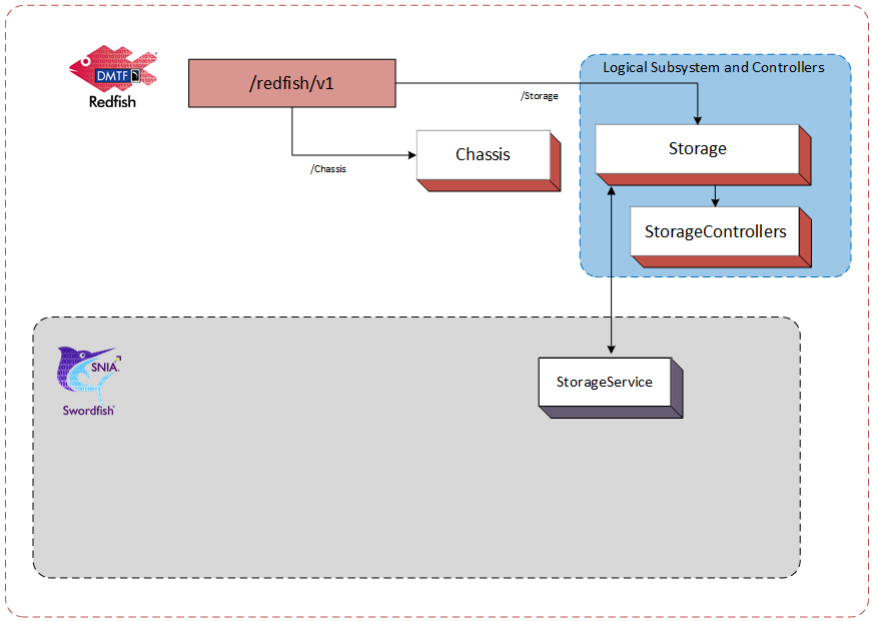 Logical Subsystem and Controllers
DMTF
Redfish
/redfish/v1
/Storage
Storage
Chassis
/Chassis
StorageControllers
SNIA
Swordfish
StorageService